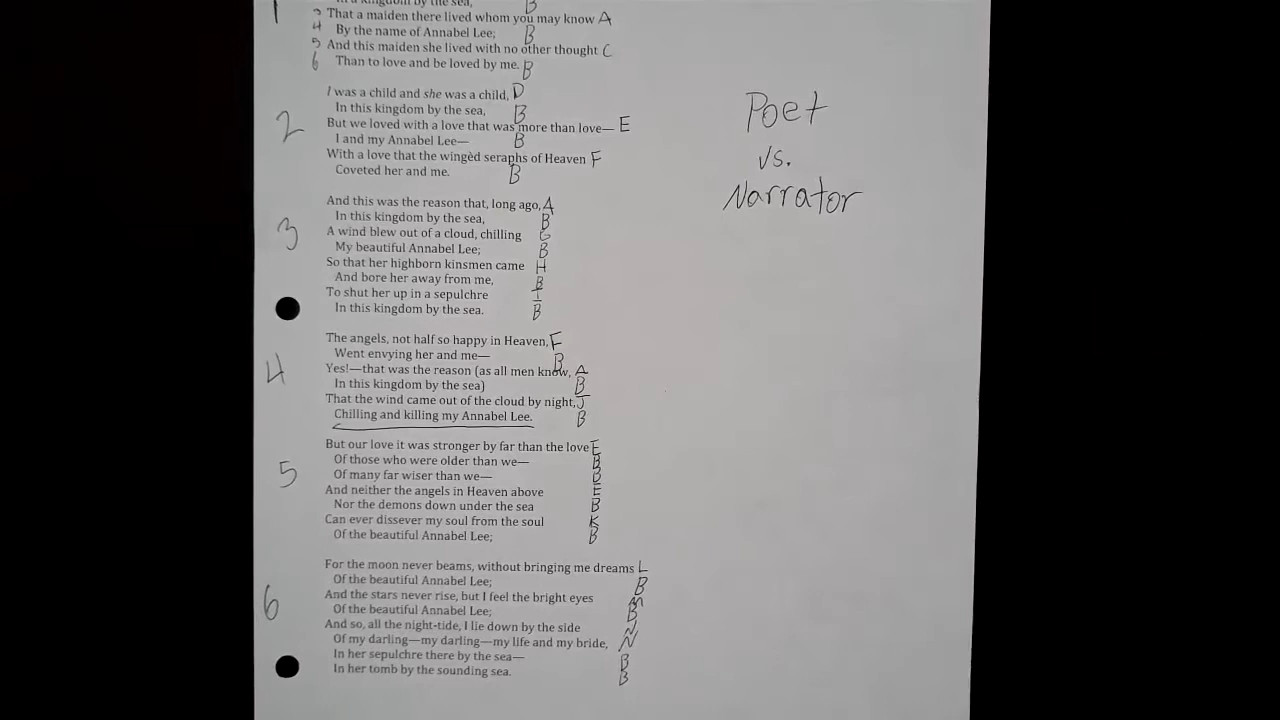 1
In a kingdom by the sea, B
3 That a maiden there lived whom you may know A
4 By the name of Annabel Lee; B
5 And this maiden she lived with no other thought C
6 Than to love and be loved by me. B
I was a child and she was a child, D
In this kingdom by the sea, B
2
But we loved with a love that was more than love— E
I and my Annabel Lee— B
With a love that the wingèd seraphs of Heaven F
Coveted her and me. B
Poet
vs.
Narrator
And this was the reason that, long ago, A
In this kingdom by the sea, B
3
A wind blew out of a cloud, chilling G
My beautiful Annabel Lee; B
So that her highborn kinsmen came H
And bore her away from me, B
To shut her up in a sepulchre I
In this kingdom by the sea. B
The angels, not half so happy in Heaven, F
Went envying her and me— B
4
Yes!—that was the reason (as all men know, A
In this kingdom by the sea) B
That the wind came out of the cloud by night, J
Chilling and killing my Annabel Lee. B
But our love it was stronger by far than the love E
Of those who were older than we— B
5
Of many far wiser than we— B
And neither the angels in Heaven above E
Nor the demons down under the sea B
Can ever dissever my soul from the soul K
Of the beautiful Annabel Lee; B
For the moon never beams, without bringing me dreams L
Of the beautiful Annabel Lee; B
6
And the stars never rise, but I feel the bright eyes M
Of the beautiful Annabel Lee; B
And so, all the night-tide, I lie down by the side N
Of my darling—my darling—my life and my bride, N
In her sepulchre there by the sea— B
In her tomb by the sounding sea. B